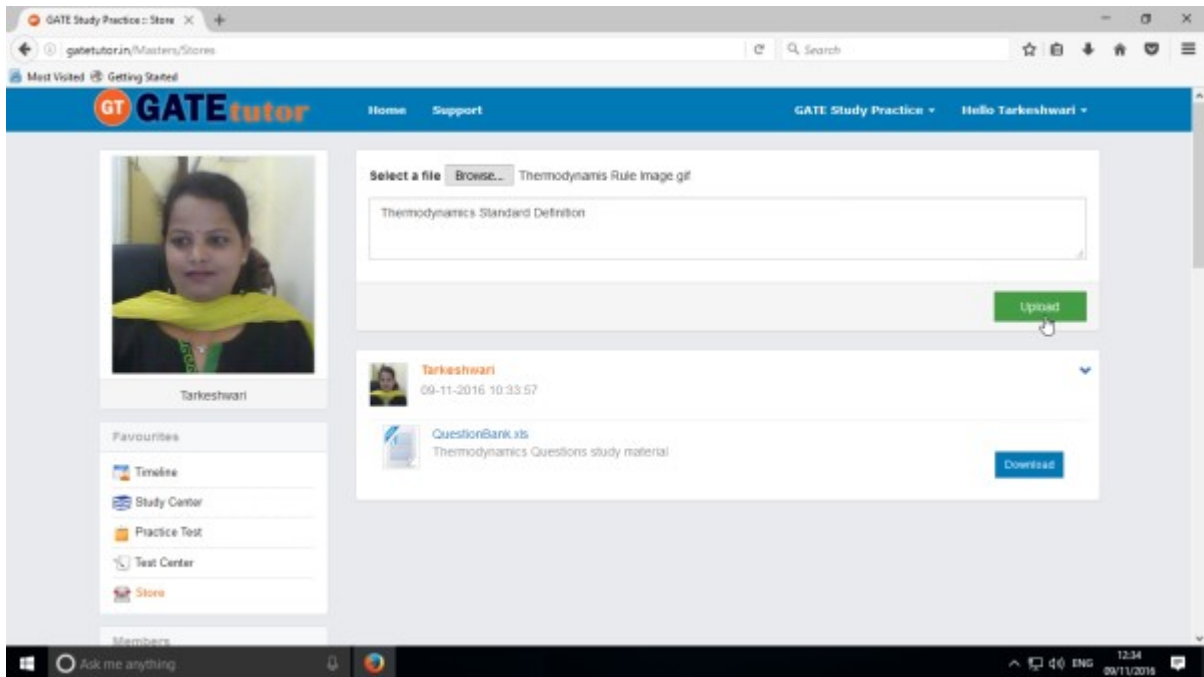 GATE Study Practice :: Store
gatetutor.in/Masters/Stores
Search
Most Visited
Getting Started
GT GATEtutor
Home
Support
GATE Study Practice
Hello Tarkeshwari
Tarkeshwari
Favourites
Timeline
Study Center
Practice Test
Test Center
Store
Members
Select a file Browse... Thermodynamis Rule Image.gif
Thermodynamics Standard Definition
Upload
Tarkeshwari
09-11-2016 10:33:57
QuestionBank.xls
Thermodynamics Questions study material
Download
Ask me anything
ENG
12:34
09/11/2016